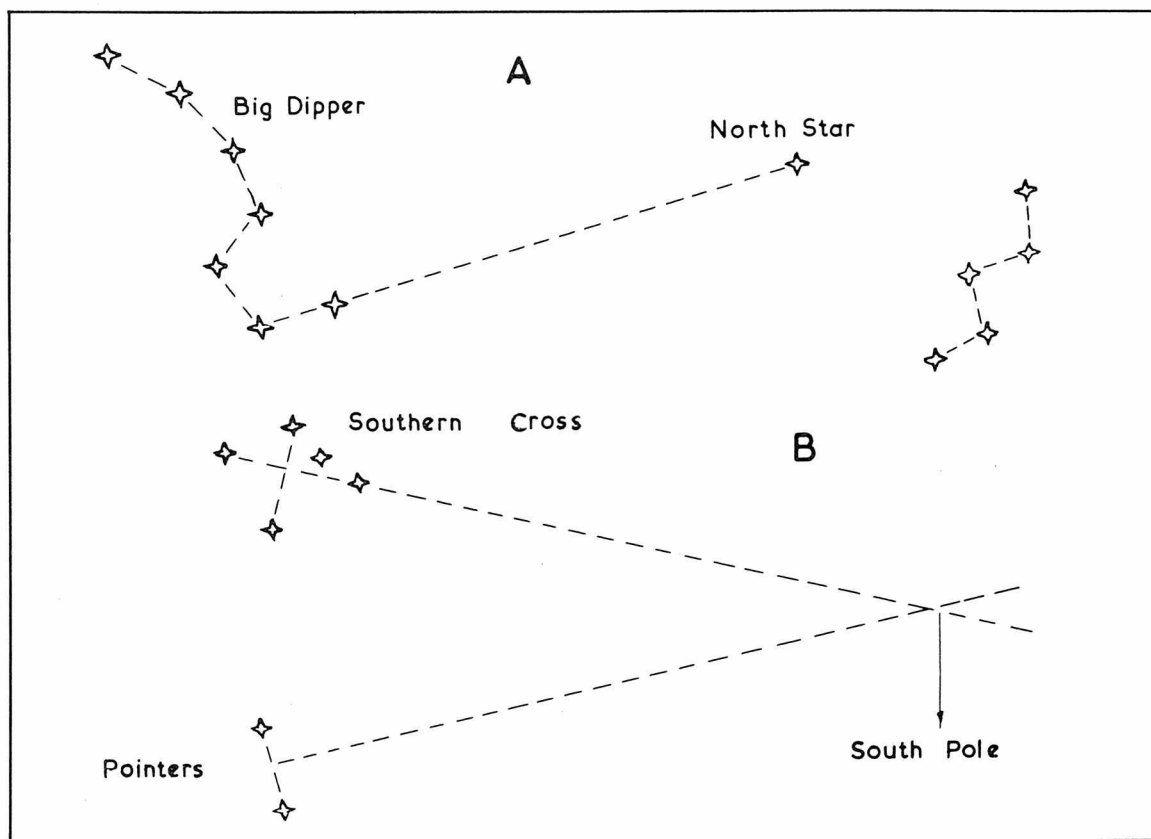 A
Big Dipper
North Star
Southern Cross
B
Pointers
South Pole